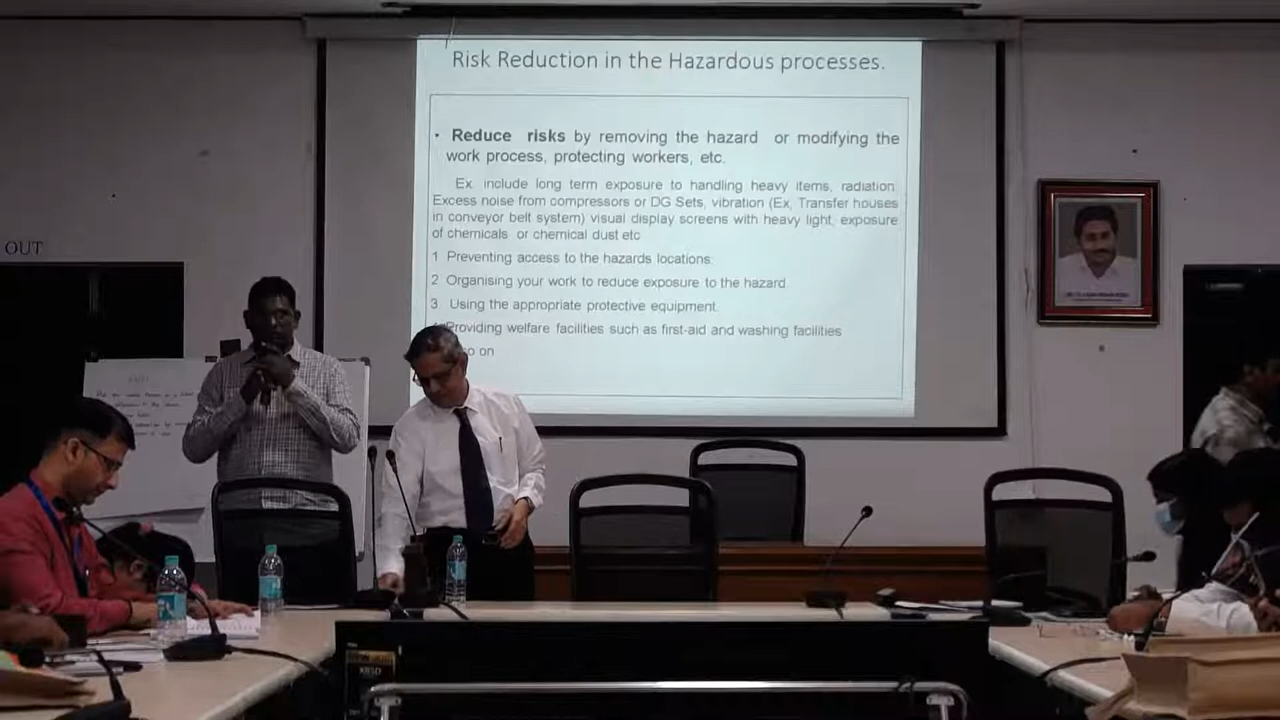 Risk Reduction in the Hazardous processes.
• Reduce risks by removing the hazard or modifying the
work process, protecting workers, etc.
Ex. include long term exposure to handling heavy items, radiation.
Excess noise from compressors or DG Sets, vibration (Ex, Transfer houses
in conveyor belt system) visual display screens with heavy light, exposure
of chemicals or chemical dust etc
1 Preventing access to the hazards locations.
2 Organising your work to reduce exposure to the hazard.
3 Using the appropriate protective equipment.
Providing welfare facilities such as first-aid and washing facilities
so on
OUT